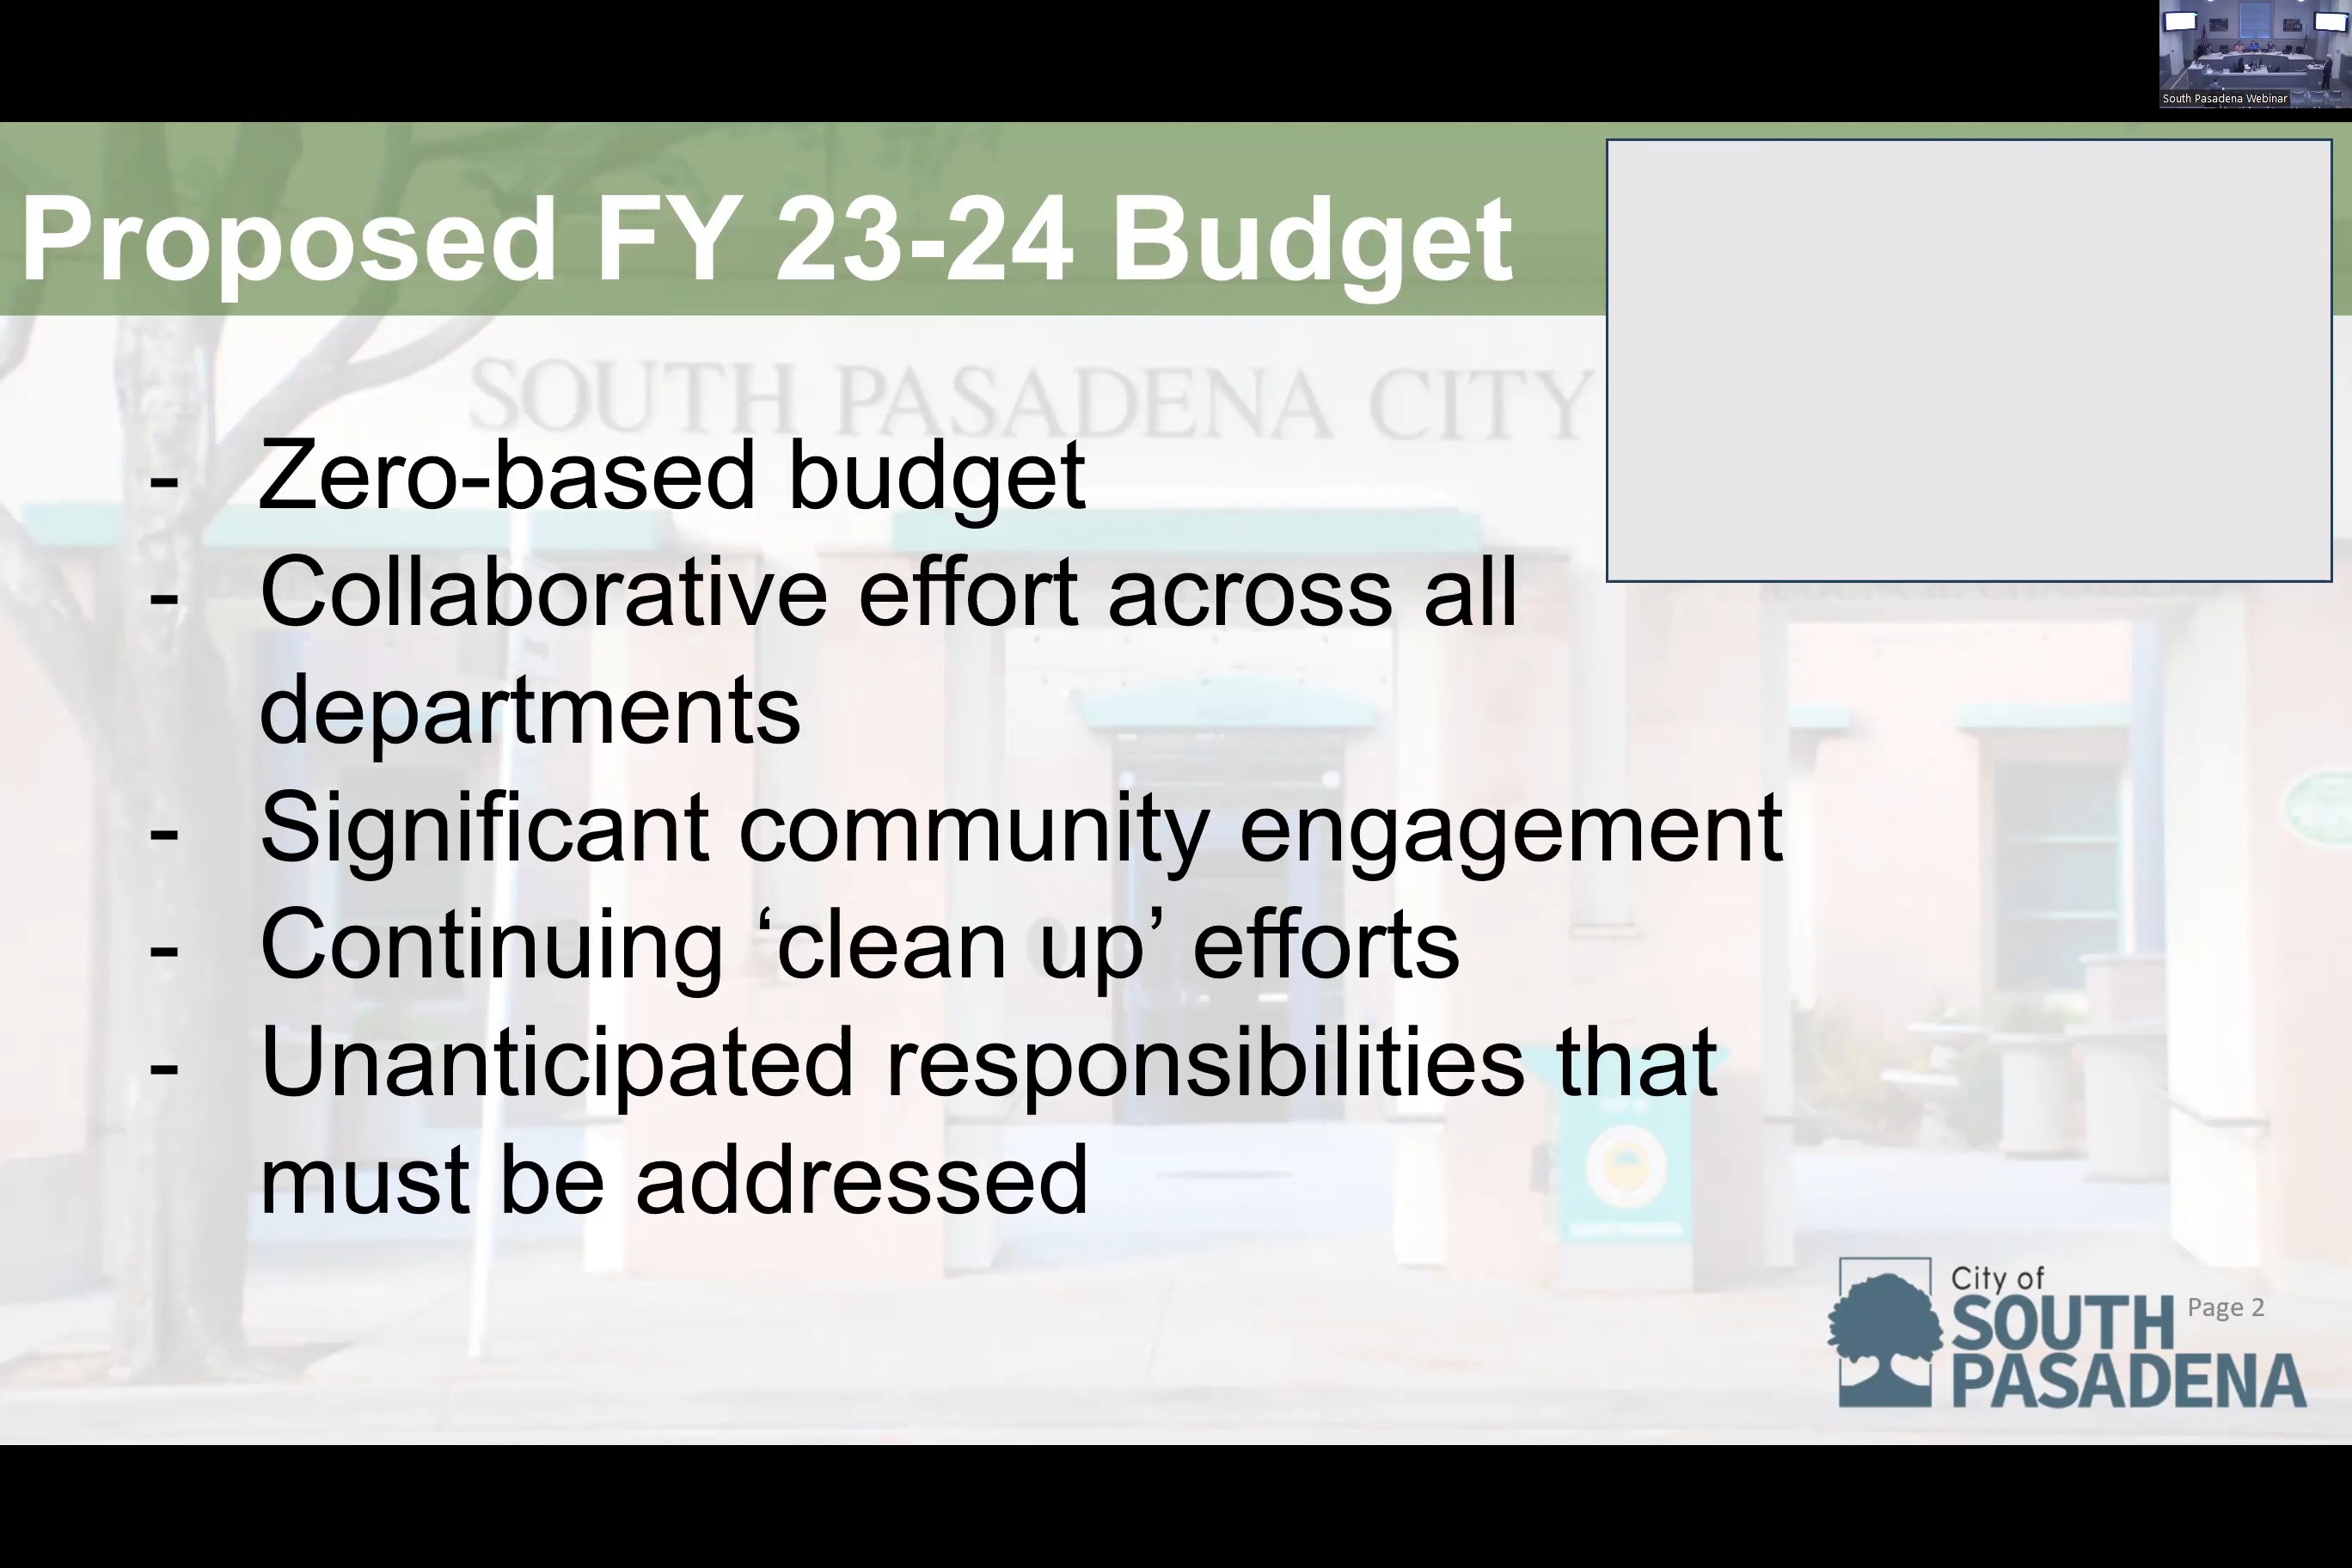 South Pasadena Webinar
Proposed FY 23-24 Budget
SOUTH PASADENA CITY
- Zero-based budget
- Collaborative effort across all
departments
- Significant community engagement
- Continuing ‘clean up’ efforts
- Unanticipated responsibilities that
must be addressed
City of
SOUTH
PASADENA
Page 2